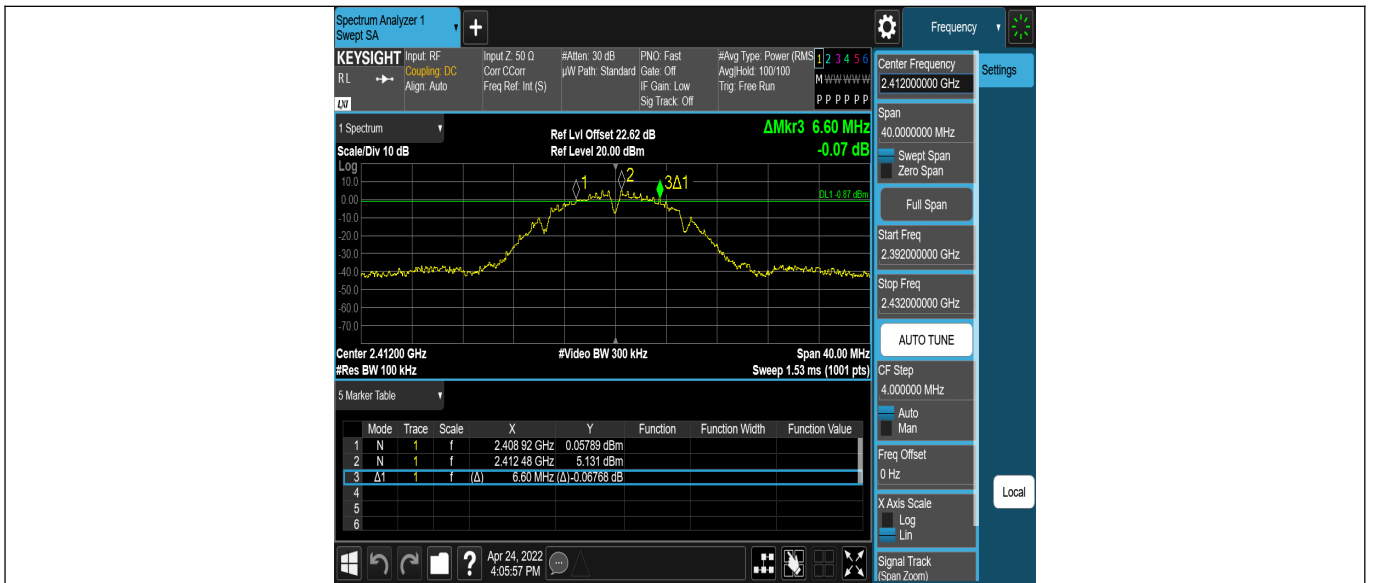 Spectrum Analyzer 1
Swept SA
+
Frequency
KEYSIGHT
RL
LXI
Input: RF
Coupling: DC
Align: Auto
Input Z: 50 Ω
Corr CCorr
Freq Ref: Int (S)
#Atten: 30 dB
µW Path: Standard
PNO: Fast
Gate: Off
IF Gain: Low
Sig Track: Off
#Avg Type: Power (RMS
Avg|Hold: 100/100
Trig: Free Run
1 2 3 4 5 6
M W W W W W
P P P P P P
1 Spectrum
Scale/Div 10 dB
Ref Lvl Offset 22.62 dB
Ref Level 20.00 dBm
ΔMkr3 6.60 MHz
-0.07 dB
Log
10.0
0.00
-10.0
-20.0
-30.0
-40.0
-50.0
-60.0
-70.0
1
2
3Δ1
DL1 -0.87 dBm
Center 2.41200 GHz
#Video BW 300 kHz
Span 40.00 MHz
#Res BW 100 kHz
Sweep 1.53 ms (1001 pts)
5 Marker Table
Mode Trace Scale X Y Function Function Width Function Value
1 N 1 f 2.408 92 GHz 0.05789 dBm
2 N 1 f 2.412 48 GHz 5.131 dBm
3 Δ1 1 f (Δ) 6.60 MHz (Δ) -0.06768 dB
4
5
6
?
Apr 24, 2022
4:05:57 PM
Center Frequency
2.412000000 GHz
Settings
Span
40.0000000 MHz
Swept Span
Zero Span
Full Span
Start Freq
2.392000000 GHz
Stop Freq
2.432000000 GHz
AUTO TUNE
CF Step
4.000000 MHz
Auto
Man
Freq Offset
0 Hz
Local
X Axis Scale
Log
Lin
Signal Track
(Span Zoom)